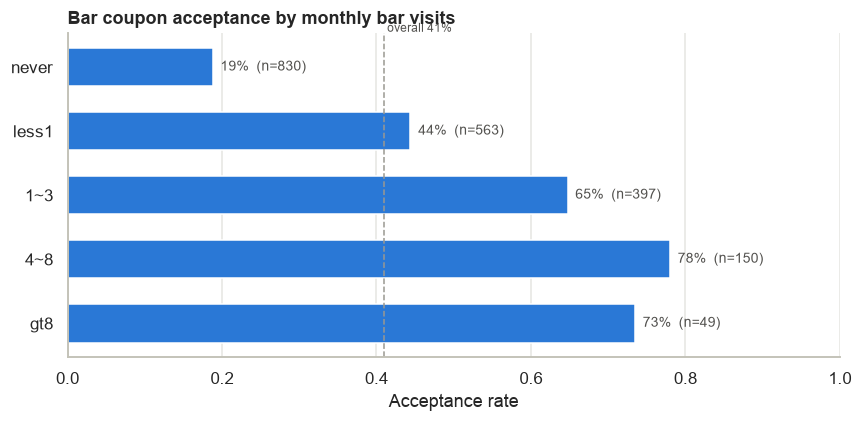 Bar coupon acceptance by monthly bar visits
overall 41%
never
19% (n=830)
less1
44% (n=563)
1~3
65% (n=397)
4~8
78% (n=150)
gt8
73% (n=49)
0.0 0.2 0.4 0.6 0.8 1.0
Acceptance rate